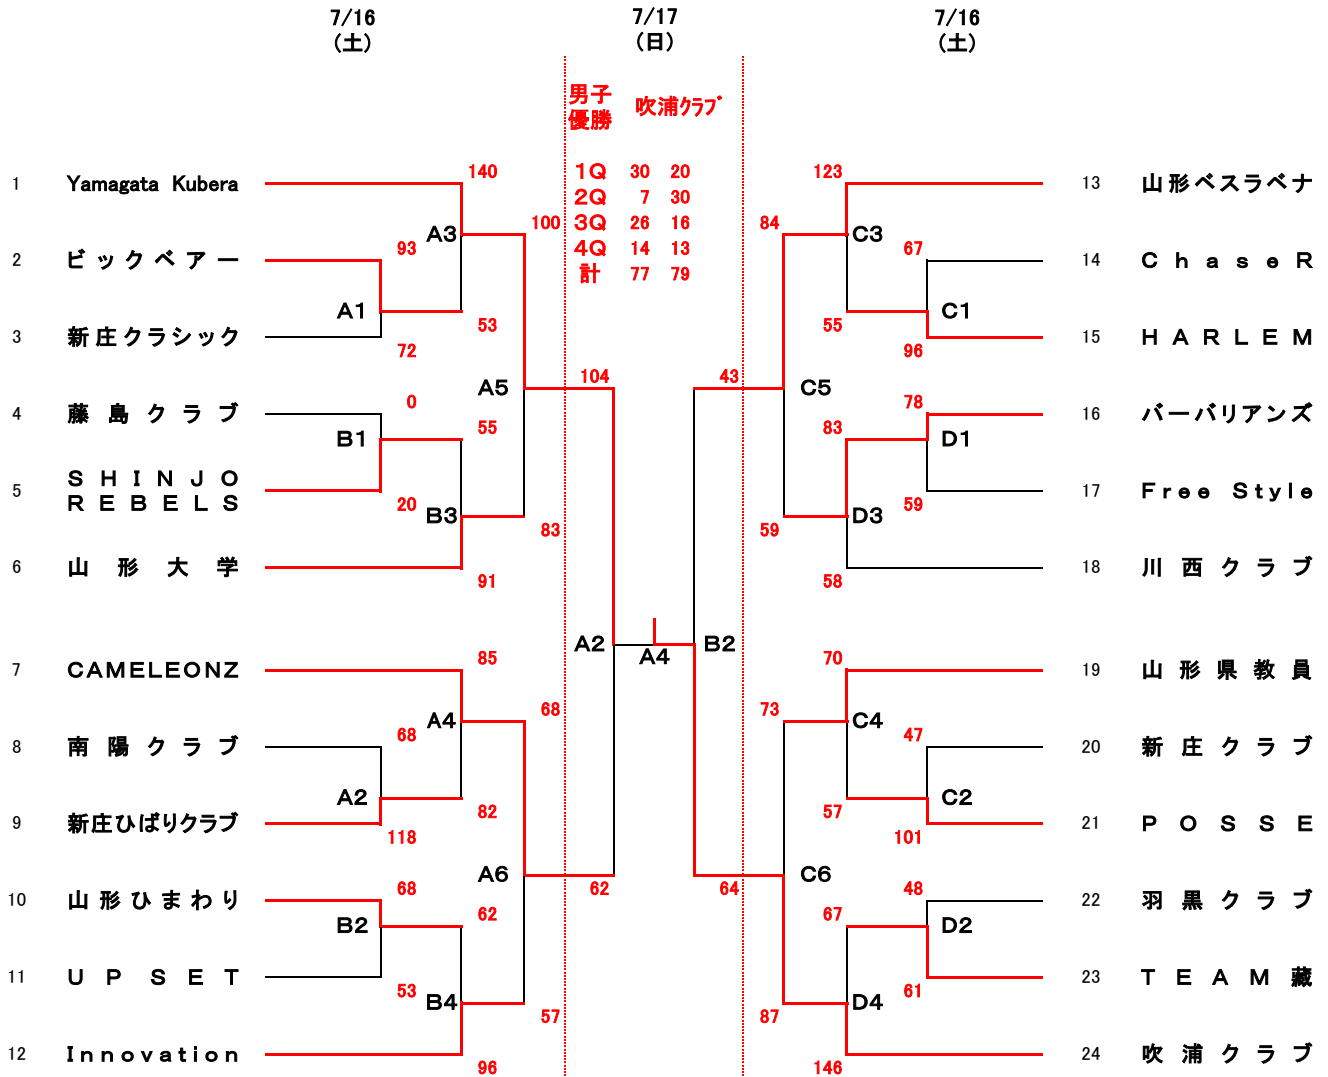 7/16
(土)
7/17
(日)
7/16
(土)
男子
優勝
吹浦ｸﾗﾌﾞ
1Q 30 20
2Q 7 30
3Q 26 16
4Q 14 13
計 77 79
1 Yamagata Kubera
140
A3
100
2 ビックベアー
93
A1
53
3 新庄クラシック
72
A5
104
4 藤島クラブ
0
B1
55
5 SHINJO
REBELS
20
B3
83
6 山形大学
91
A2
7 CAMELEONZ
85
A4
68
8 南陽クラブ
68
A2
82
9 新庄ひばりクラブ
118
A6
62
10 山形ひまわり
68
B2
62
11 UPSET
53
B4
57
12 Innovation
96
A4
123
13 山形ベスラベナ
84
C3
67
14 ChaseR
C1
55
96
15 HARLEM
43
C5
78
16 バーバリアンズ
83
D1
59
17 Free Style
D3
59
58
18 川西クラブ
B2
70
19 山形県教員
73
C4
47
20 新庄クラブ
C2
57
101
21 POSSE
64
C6
48
22 羽黒クラブ
67
D2
61
23 TEAM藏
D4
87
146
24 吹浦クラブ